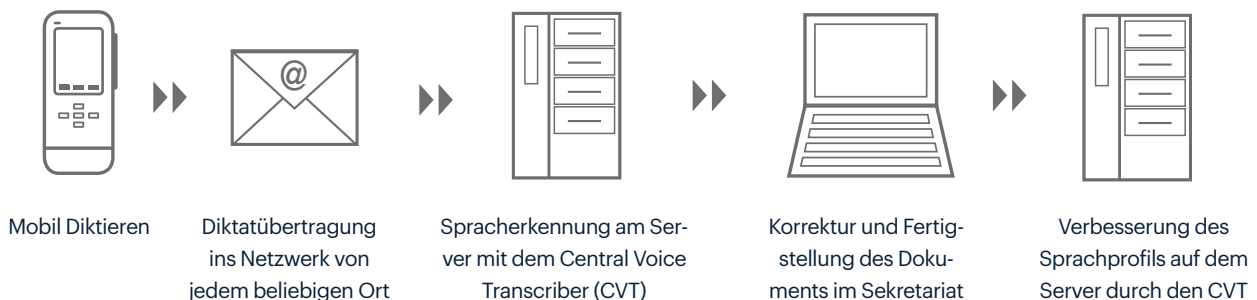 @
Mobil Diktieren
Diktatübertragung
ins Netzwerk von
jedem beliebigen Ort
Spracherkennung am Ser-
ver mit dem Central Voice
Transcriber (CVT)
Korrektur und Fertig-
stellung des Doku-
ments im Sekretariat
Verbesserung des
Sprachprofils auf dem
Server durch den CVT